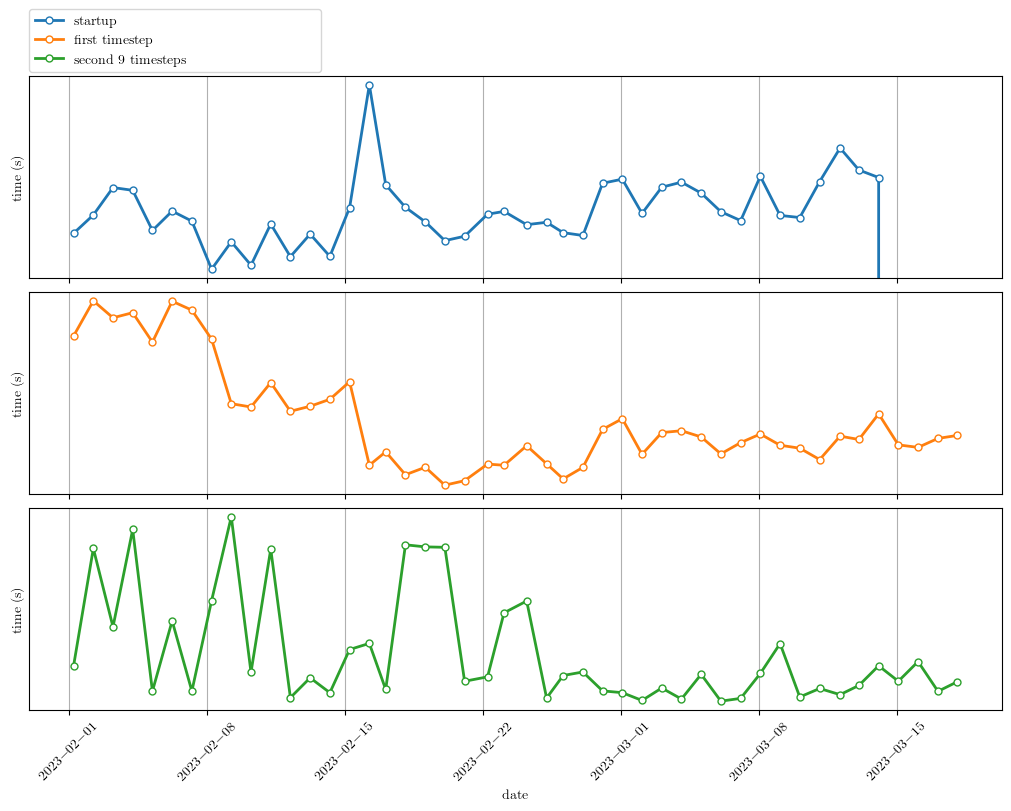 startup
first timestep
second 9 timesteps
time (s)
time (s)
time (s)
2023−02−01
2023−02−08
2023−02−15
2023−02−22
2023−03−01
2023−03−08
2023−03−15
date